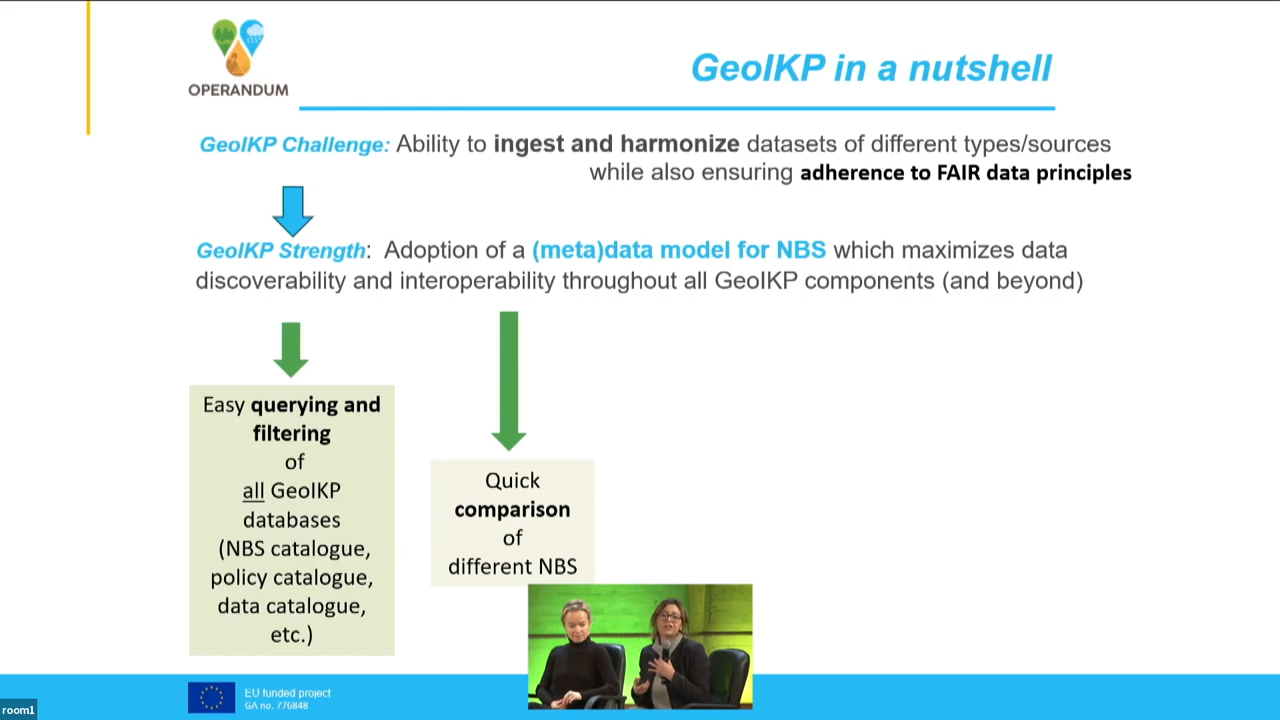 OPERANDUM
GeoIKP in a nutshell
GeoIKP Challenge: Ability to ingest and harmonize datasets of different types/sources
while also ensuring adherence to FAIR data principles
GeoIKP Strength: Adoption of a (meta)data model for NBS which maximizes data
discoverability and interoperability throughout all GeoIKP components (and beyond)
Easy querying and
filtering
of
all GeoIKP
databases
(NBS catalogue,
policy catalogue,
data catalogue,
etc.)
Quick
comparison
of
different NBS
EU funded project
GA no. 776848
room1